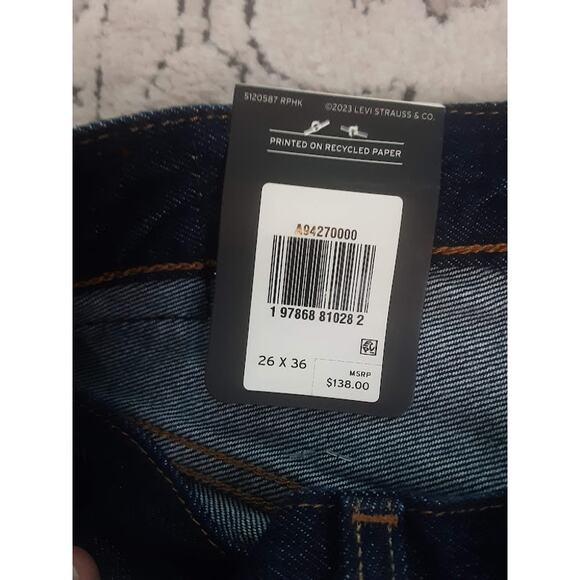 5120587 RPHK ©2023 LEVI STRAUSS & CO.
PRINTED ON RECYCLED PAPER
A94270000
1 97868 81028 2
26 X 36
MSRP
$138.00